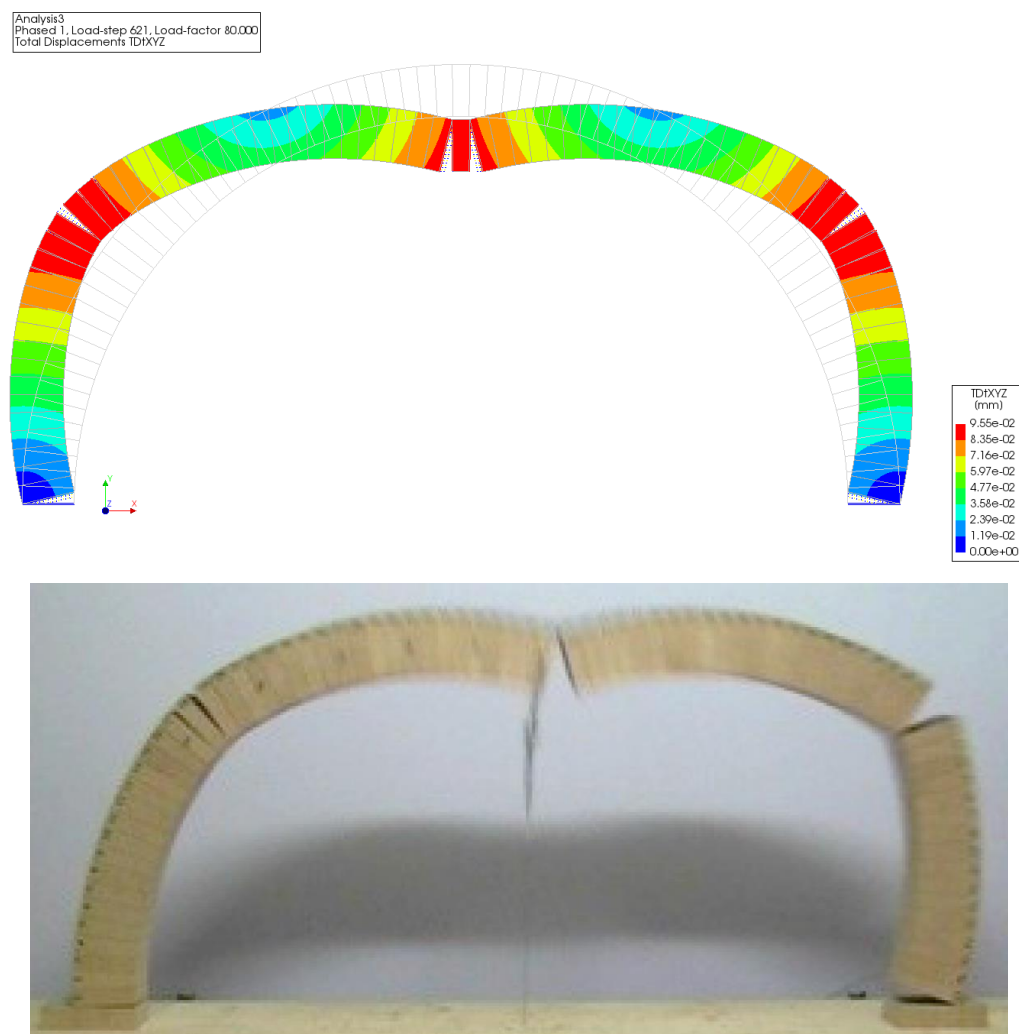 Analysis3
Phased 1, Load-step 621, Load-factor 80.000
Total Displacements TDtXYZ
TDtXYZ
(mm)
9.55e-02
8.35e-02
7.16e-02
5.97e-02
4.77e-02
3.58e-02
2.39e-02
1.19e-02
0.00e+00
Y
Z
X